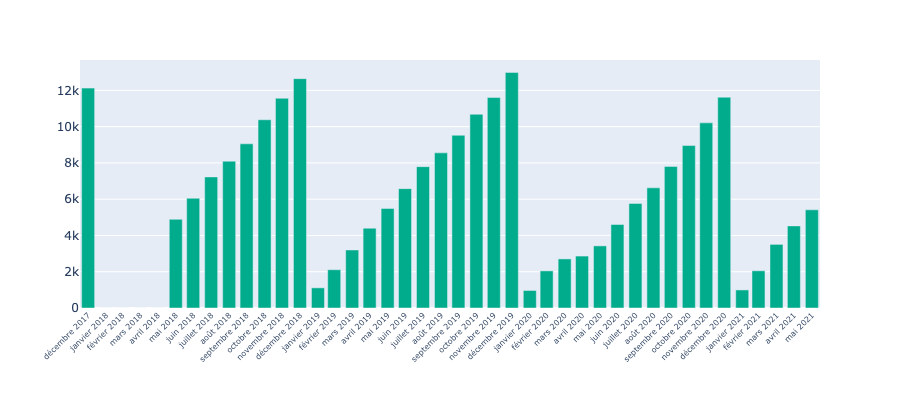 12k
10k
8k
6k
4k
2k
0
décembre 2017
janvier 2018
février 2018
mars 2018
avril 2018
mai 2018
juin 2018
juillet 2018
août 2018
septembre 2018
octobre 2018
novembre 2018
décembre 2018
janvier 2019
février 2019
mars 2019
avril 2019
mai 2019
juin 2019
juillet 2019
août 2019
septembre 2019
octobre 2019
novembre 2019
décembre 2019
janvier 2020
février 2020
mars 2020
avril 2020
mai 2020
juin 2020
juillet 2020
août 2020
septembre 2020
octobre 2020
novembre 2020
décembre 2020
janvier 2021
février 2021
mars 2021
avril 2021
mai 2021